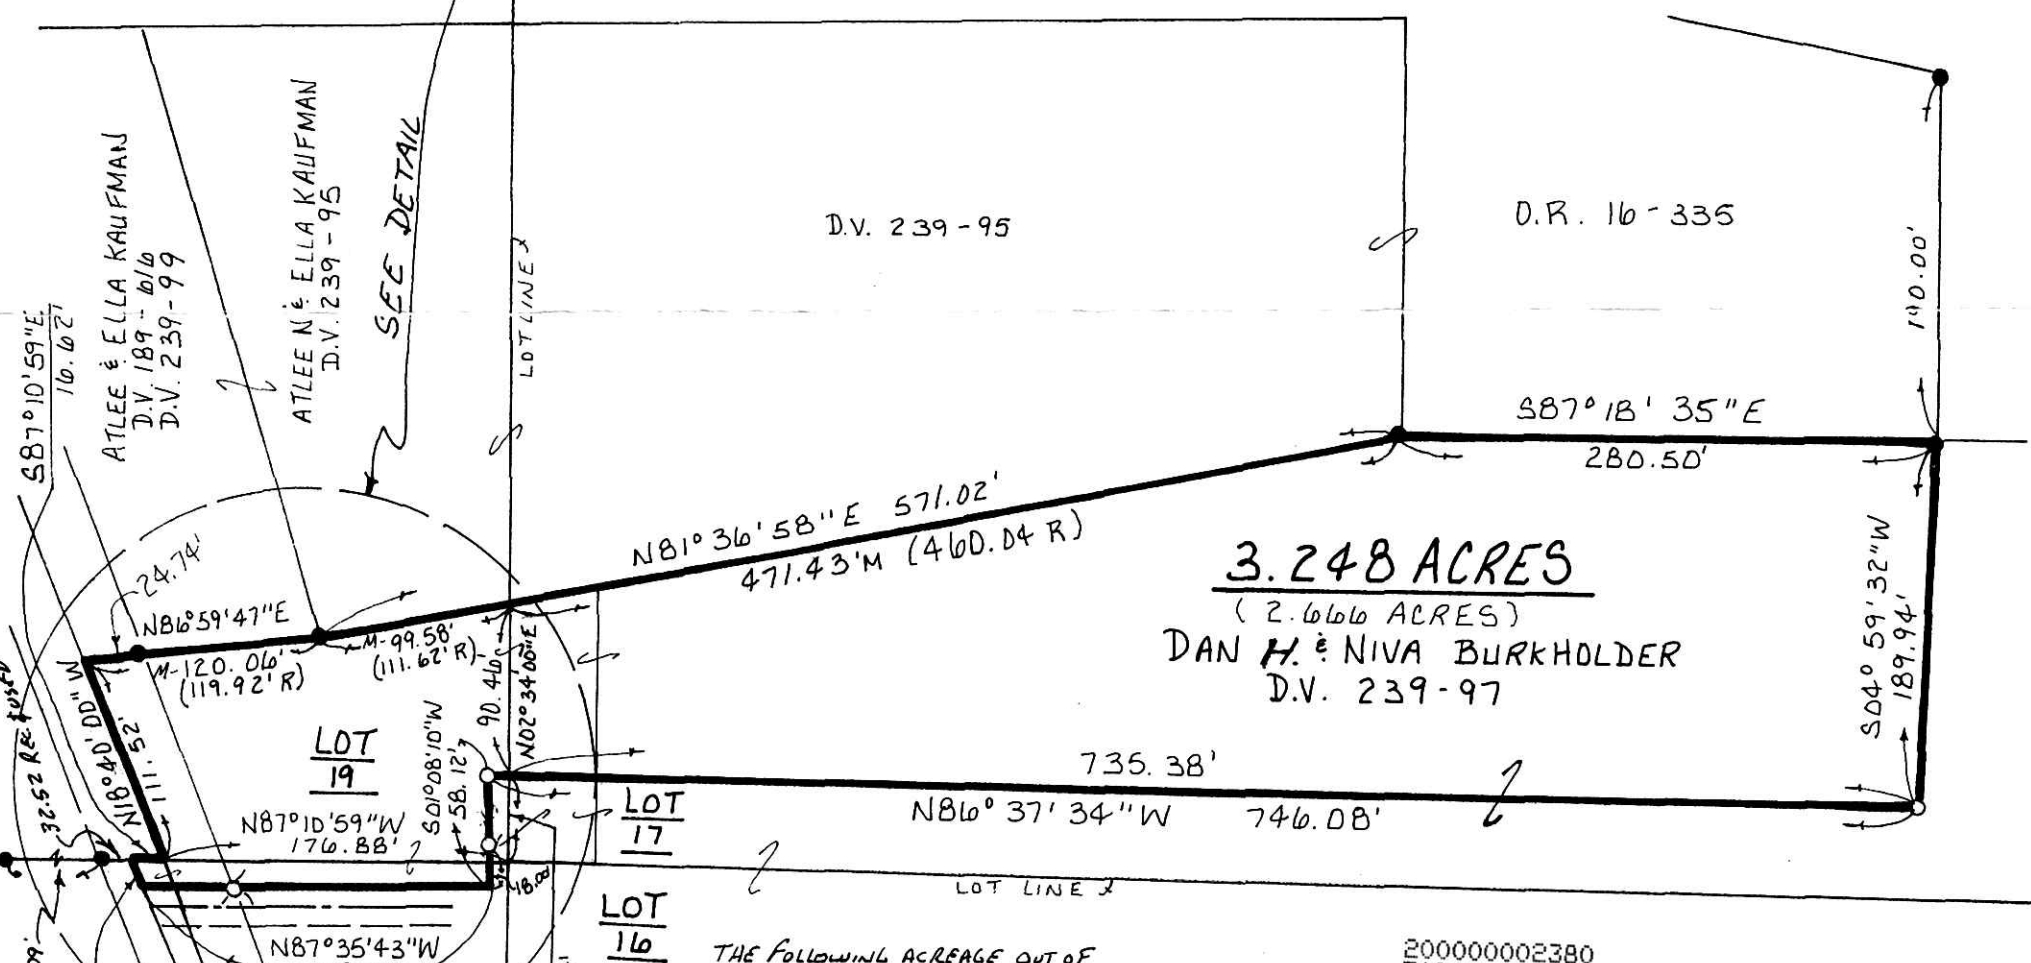 S87°10'59"E
16.62'
ATLEE & ELLA KAUFMAN
D.V. 189-616
D.V. 239-99
ATLEE N & ELLA KAUFMAN
D.V. 239-95
SEE DETAIL
LOT LINE
D.V. 239-95
O.R. 16-335
190.00'
S87°18'35"E
280.50'
N81°36'58"E 571.02'
471.43'M (460.04 R)
24.74'
N86°59'47"E
M-120.06'
(119.92' R)
M-99.58'
(111.62' R)
3.248 ACRES
(2.666 ACRES)
DAN H. & NIVA BURKHOLDER
D.V. 239-97
S04°59'32"W
189.94'
N18°40'00"W
111.52'
32.52 REC & USED
LOT
19
S01°08'10"W
58.12'
90.46
N02°34'00"E
N87°10'59"W
176.88'
735.38'
N86°37'34"W 746.08'
LOT
17
18.00
LOT LINE
LOT
16
N87°35'43"W
THE FOLLOWING ACREAGE OUT OF
200000002380